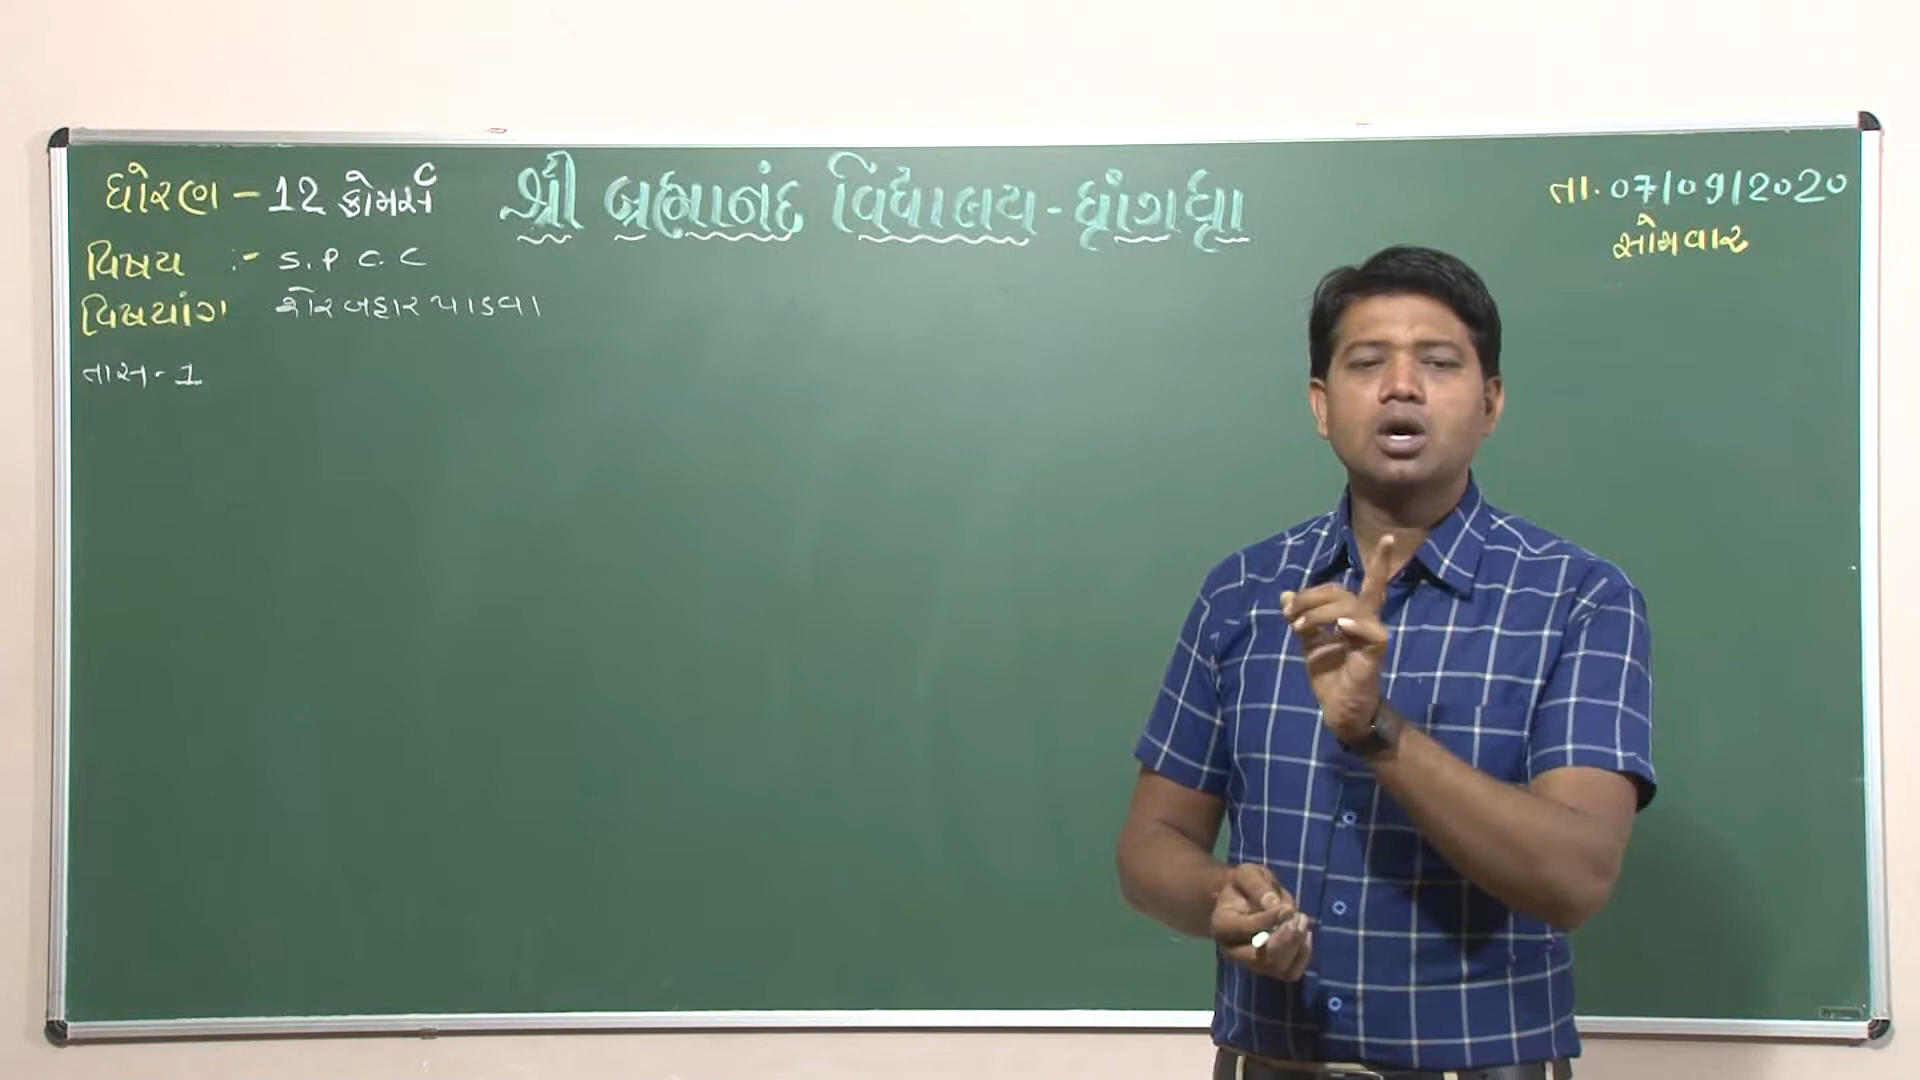 ધોરણ - 12 કોમર્સ
શ્રી બ્રહ્માનંદ વિદ્યાલય - ધ્રાંગધ્રા
તા. 07/09/2020
સોમવાર
વિષય :- S.P.C.C
વિષયાંગ શેર બહાર પાડવા
તાસ - 1